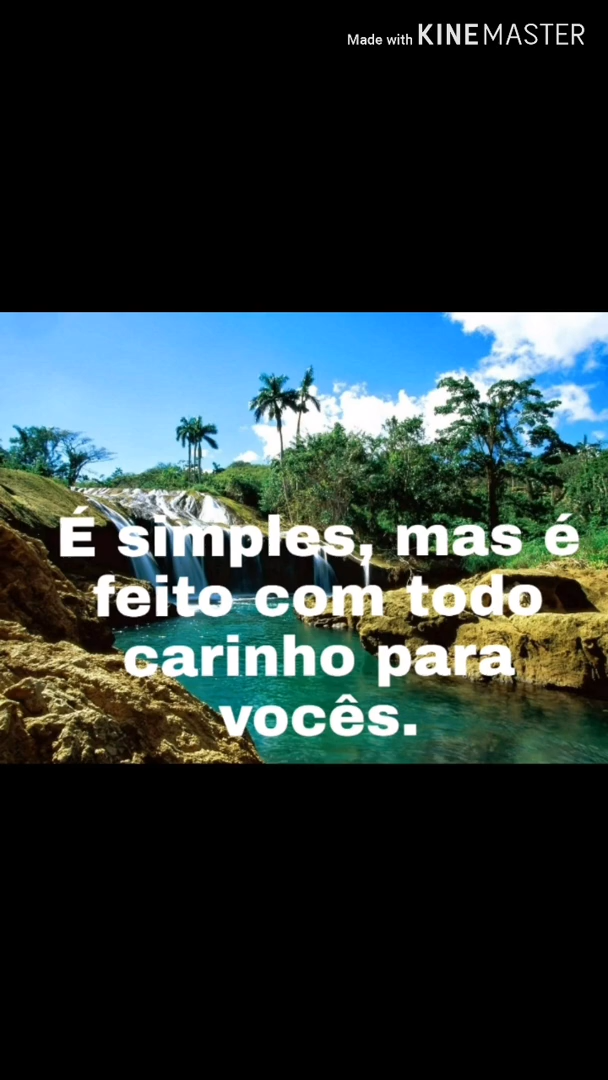 Made with KINEMASTER
É simples, mas é
feito com todo
carinho para
vocês.